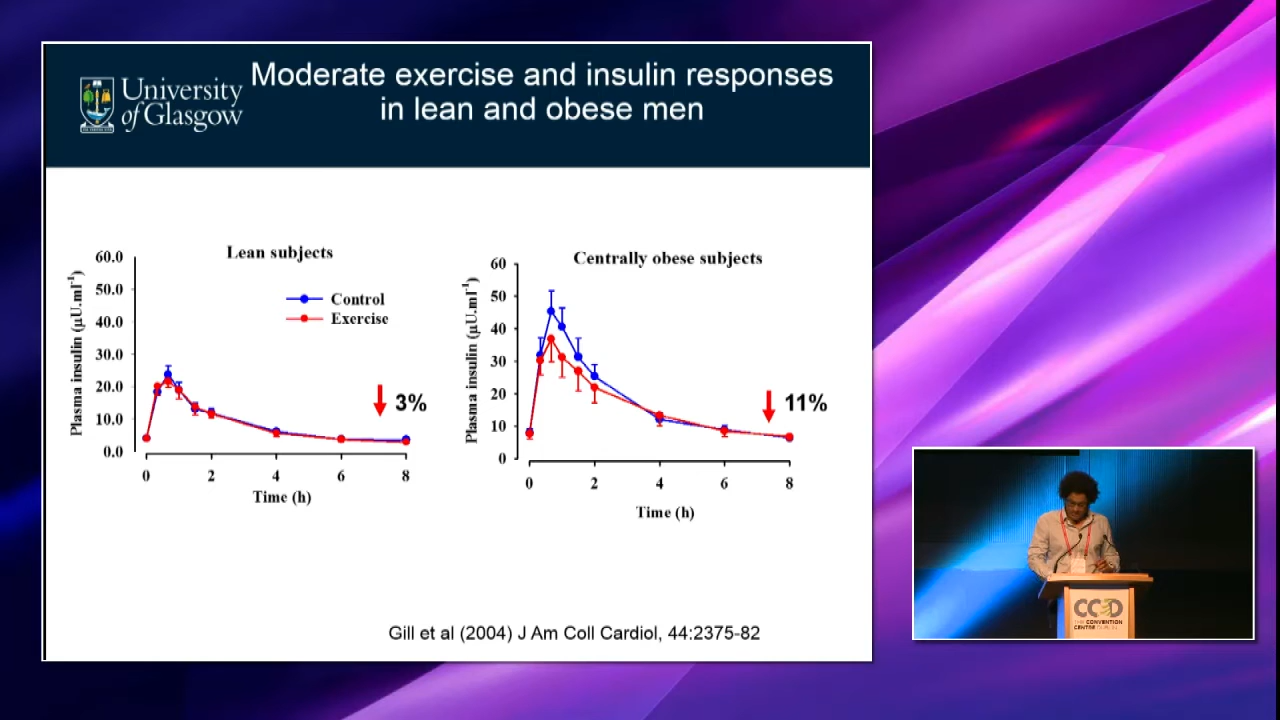 University
of Glasgow
Moderate exercise and insulin responses
in lean and obese men
Lean subjects
Plasma insulin (µU.ml⁻¹)
60.0
50.0
40.0
30.0
20.0
10.0
0.0
Control
Exercise
3%
0 2 4 6 8
Time (h)
Centrally obese subjects
Plasma insulin (µU.ml⁻¹)
60
50
40
30
20
10
0
11%
0 2 4 6 8
Time (h)
Gill et al (2004) J Am Coll Cardiol, 44:2375-82
THE CONVENTION
CENTRE DUBLIN